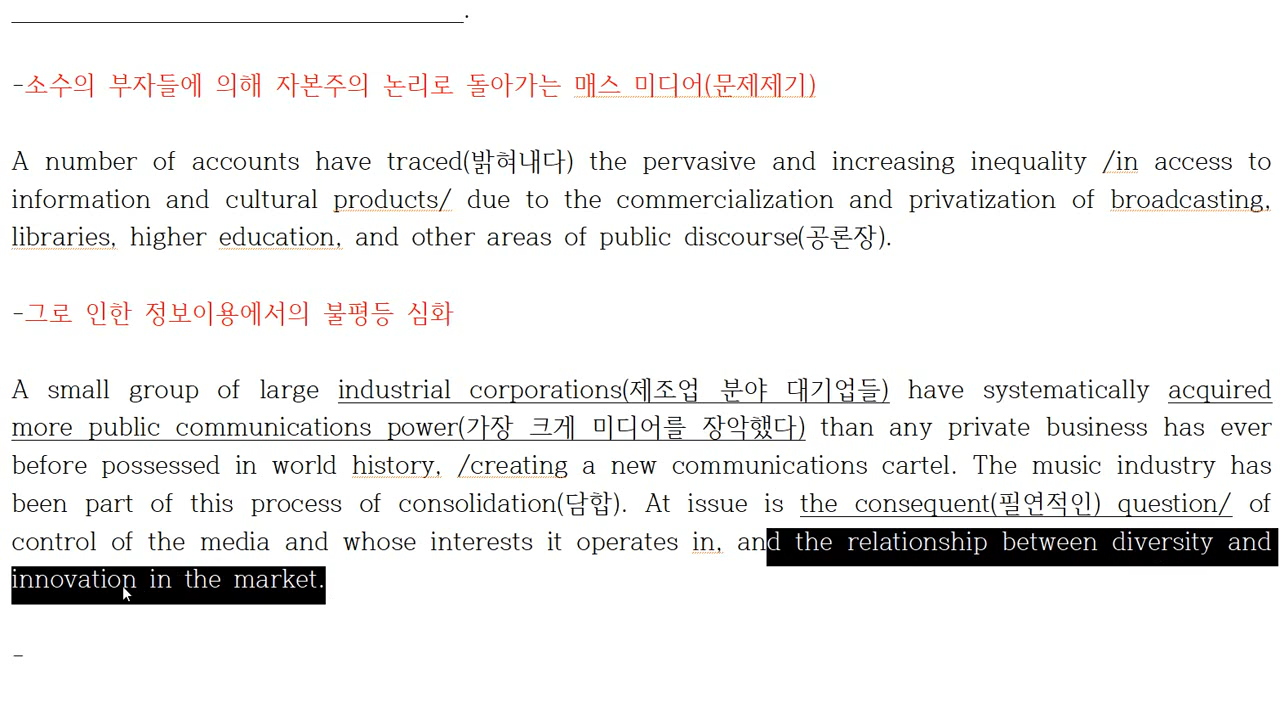 .
-소수의 부자들에 의해 자본주의 논리로 돌아가는 매스 미디어(문제제기)
A number of accounts have traced(밝혀내다) the pervasive and increasing inequality /in access to
information and cultural products/ due to the commercialization and privatization of broadcasting,
libraries, higher education, and other areas of public discourse(공론장).
-그로 인한 정보이용에서의 불평등 심화
A small group of large industrial corporations(제조업 분야 대기업들) have systematically acquired
more public communications power(가장 크게 미디어를 장악했다) than any private business has ever
before possessed in world history, /creating a new communications cartel. The music industry has
been part of this process of consolidation(담합). At issue is the consequent(필연적인) question/ of
control of the media and whose interests it operates in, and the relationship between diversity and
innovation in the market.
-